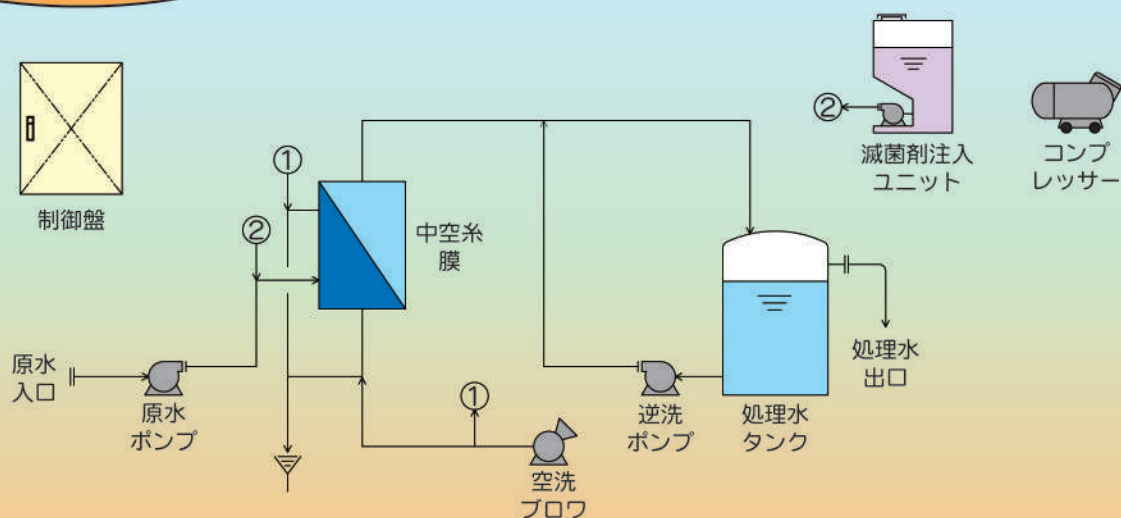 制御盤
①
②
原水
入口
原水
ポンプ
中空糸
膜
①
空洗
ブロワ
逆洗
ポンプ
処理水
タンク
処理水
出口
②
滅菌剤注入
ユニット
コンプ
レッサー